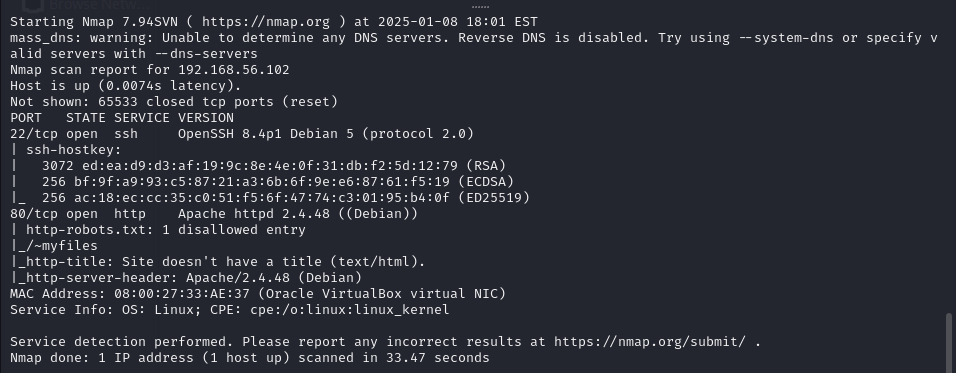 Browse Netw
Starting Nmap 7.94SVN ( https://nmap.org ) at 2025-01-08 18:01 EST
mass_dns: warning: Unable to determine any DNS servers. Reverse DNS is disabled. Try using --system-dns or specify v
alid servers with --dns-servers
Nmap scan report for 192.168.56.102
Host is up (0.0074s latency).
Not shown: 65533 closed tcp ports (reset)
PORT   STATE SERVICE VERSION
22/tcp open  ssh     OpenSSH 8.4p1 Debian 5 (protocol 2.0)
| ssh-hostkey:
|   3072 ed:ea:d9:d3:af:19:9c:8e:4e:0f:31:db:f2:5d:12:79 (RSA)
|   256 bf:9f:a9:93:c5:87:21:a3:6b:6f:9e:e6:87:61:f5:19 (ECDSA)
|_  256 ac:18:ec:cc:35:c0:51:f5:6f:47:74:c3:01:95:b4:0f (ED25519)
80/tcp open  http    Apache httpd 2.4.48 ((Debian))
| http-robots.txt: 1 disallowed entry
|_/~myfiles
|_http-title: Site doesn't have a title (text/html).
|_http-server-header: Apache/2.4.48 (Debian)
MAC Address: 08:00:27:33:AE:37 (Oracle VirtualBox virtual NIC)
Service Info: OS: Linux; CPE: cpe:/o:linux:linux_kernel

Service detection performed. Please report any incorrect results at https://nmap.org/submit/ .
Nmap done: 1 IP address (1 host up) scanned in 33.47 seconds